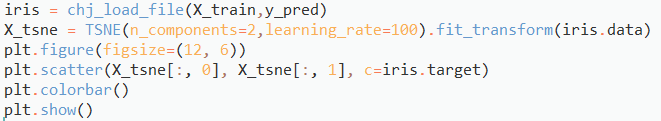 iris = chj_load_file(X_train,y_pred)
X_tsne = TSNE(n_components=2,learning_rate=100).fit_transform(iris.data)
plt.figure(figsize=(12, 6))
plt.scatter(X_tsne[:, 0], X_tsne[:, 1], c=iris.target)
plt.colorbar()
plt.show()